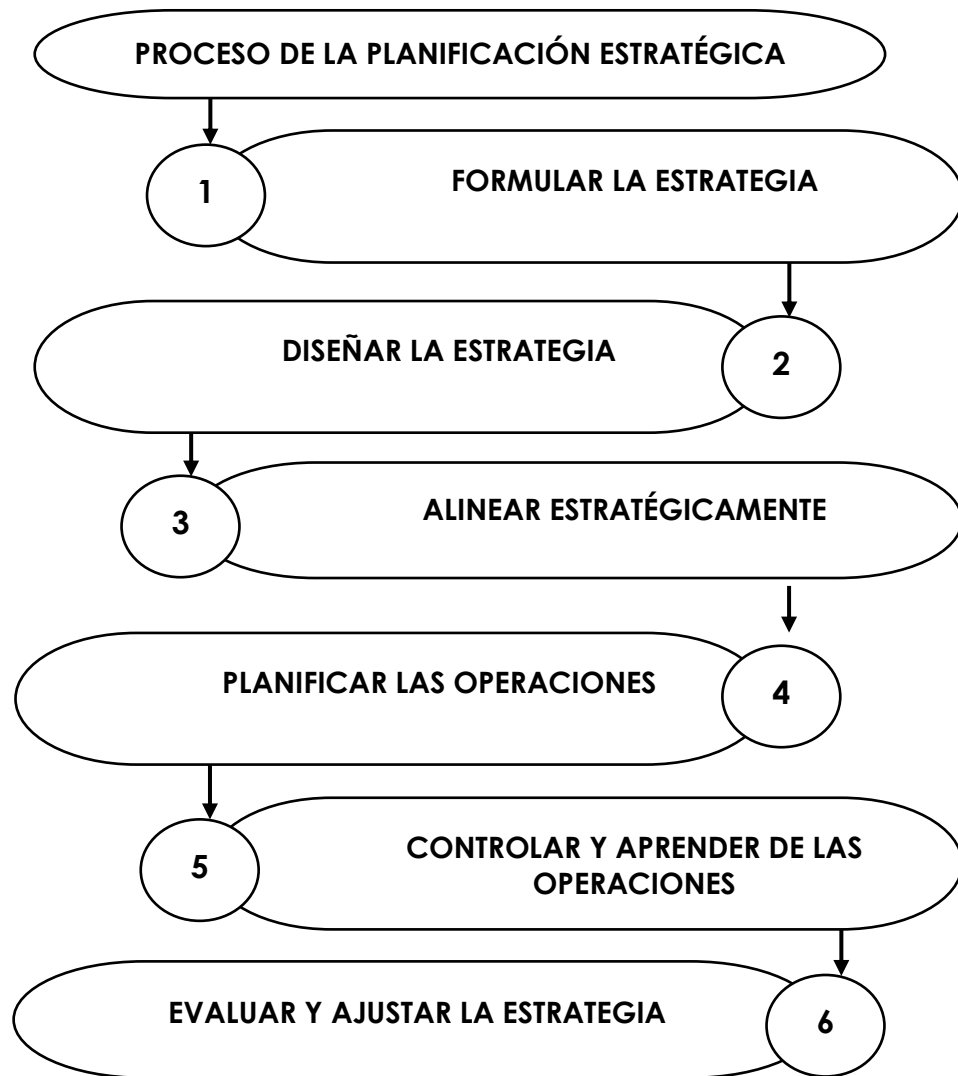 PROCESO DE LA PLANIFICACIÓN ESTRATÉGICA
1
FORMULAR LA ESTRATEGIA
DISEÑAR LA ESTRATEGIA
2
3
ALINEAR ESTRATÉGICAMENTE
PLANIFICAR LAS OPERACIONES
4
5
CONTROLAR Y APRENDER DE LAS
OPERACIONES
EVALUAR Y AJUSTAR LA ESTRATEGIA
6